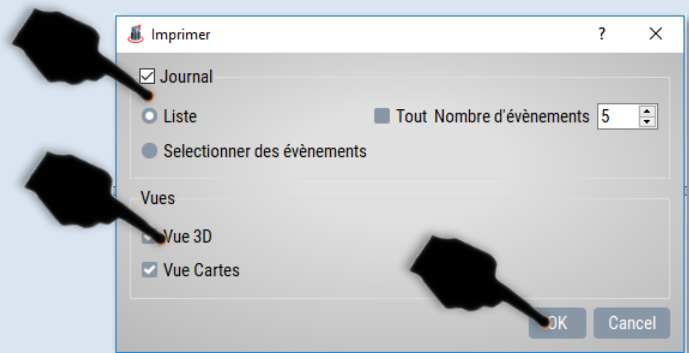 Imprimer ?
Journal
Liste Tout Nombre d'évènements 5
Selectionner des évènements
Vues
Vue 3D
Vue Cartes
OK Cancel